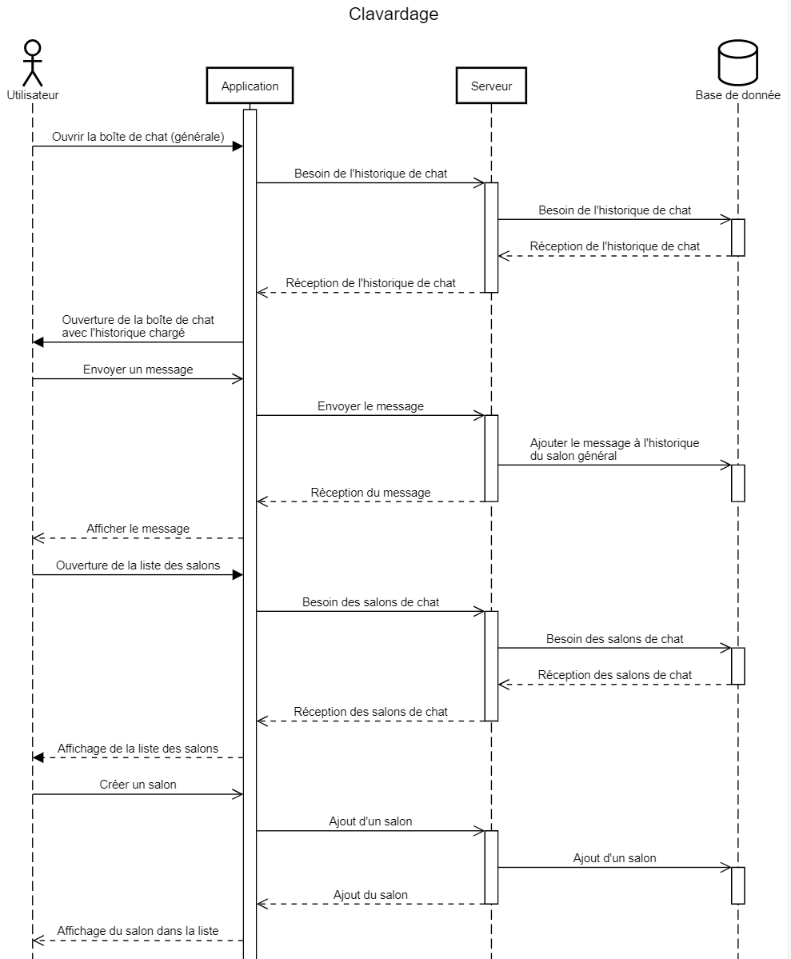 Clavardage
Utilisateur
Application
Serveur
Base de donnée
Ouvrir la boîte de chat (générale)
Besoin de l'historique de chat
Besoin de l'historique de chat
Réception de l'historique de chat
Réception de l'historique de chat
Ouverture de la boîte de chat
avec l'historique chargé
Envoyer un message
Envoyer le message
Ajouter le message à l'historique
du salon général
Réception du message
Afficher le message
Ouverture de la liste des salons
Besoin des salons de chat
Besoin des salons de chat
Réception des salons de chat
Réception des salons de chat
Affichage de la liste des salons
Créer un salon
Ajout d'un salon
Ajout d'un salon
Ajout du salon
Affichage du salon dans la liste